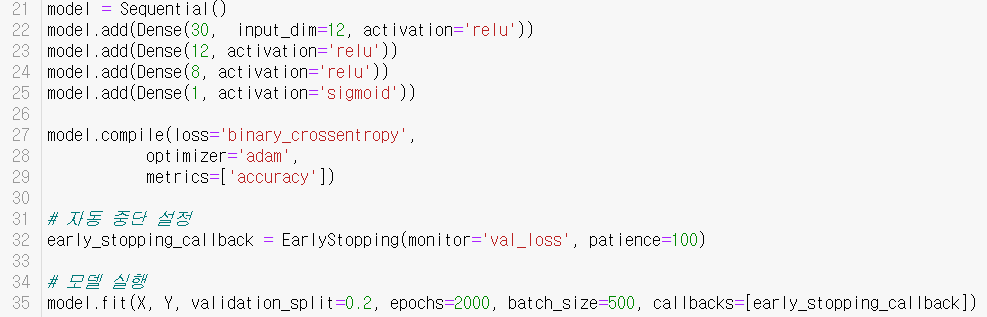 21 model = Sequential()
22 model.add(Dense(30,  input_dim=12, activation='relu'))
23 model.add(Dense(12, activation='relu'))
24 model.add(Dense(8, activation='relu'))
25 model.add(Dense(1, activation='sigmoid'))
26
27 model.compile(loss='binary_crossentropy',
28           optimizer='adam',
29           metrics=['accuracy'])
30
31 # 자동 중단 설정
32 early_stopping_callback = EarlyStopping(monitor='val_loss', patience=100)
33
34 # 모델 실행
35 model.fit(X, Y, validation_split=0.2, epochs=2000, batch_size=500, callbacks=[early_stopping_callback])